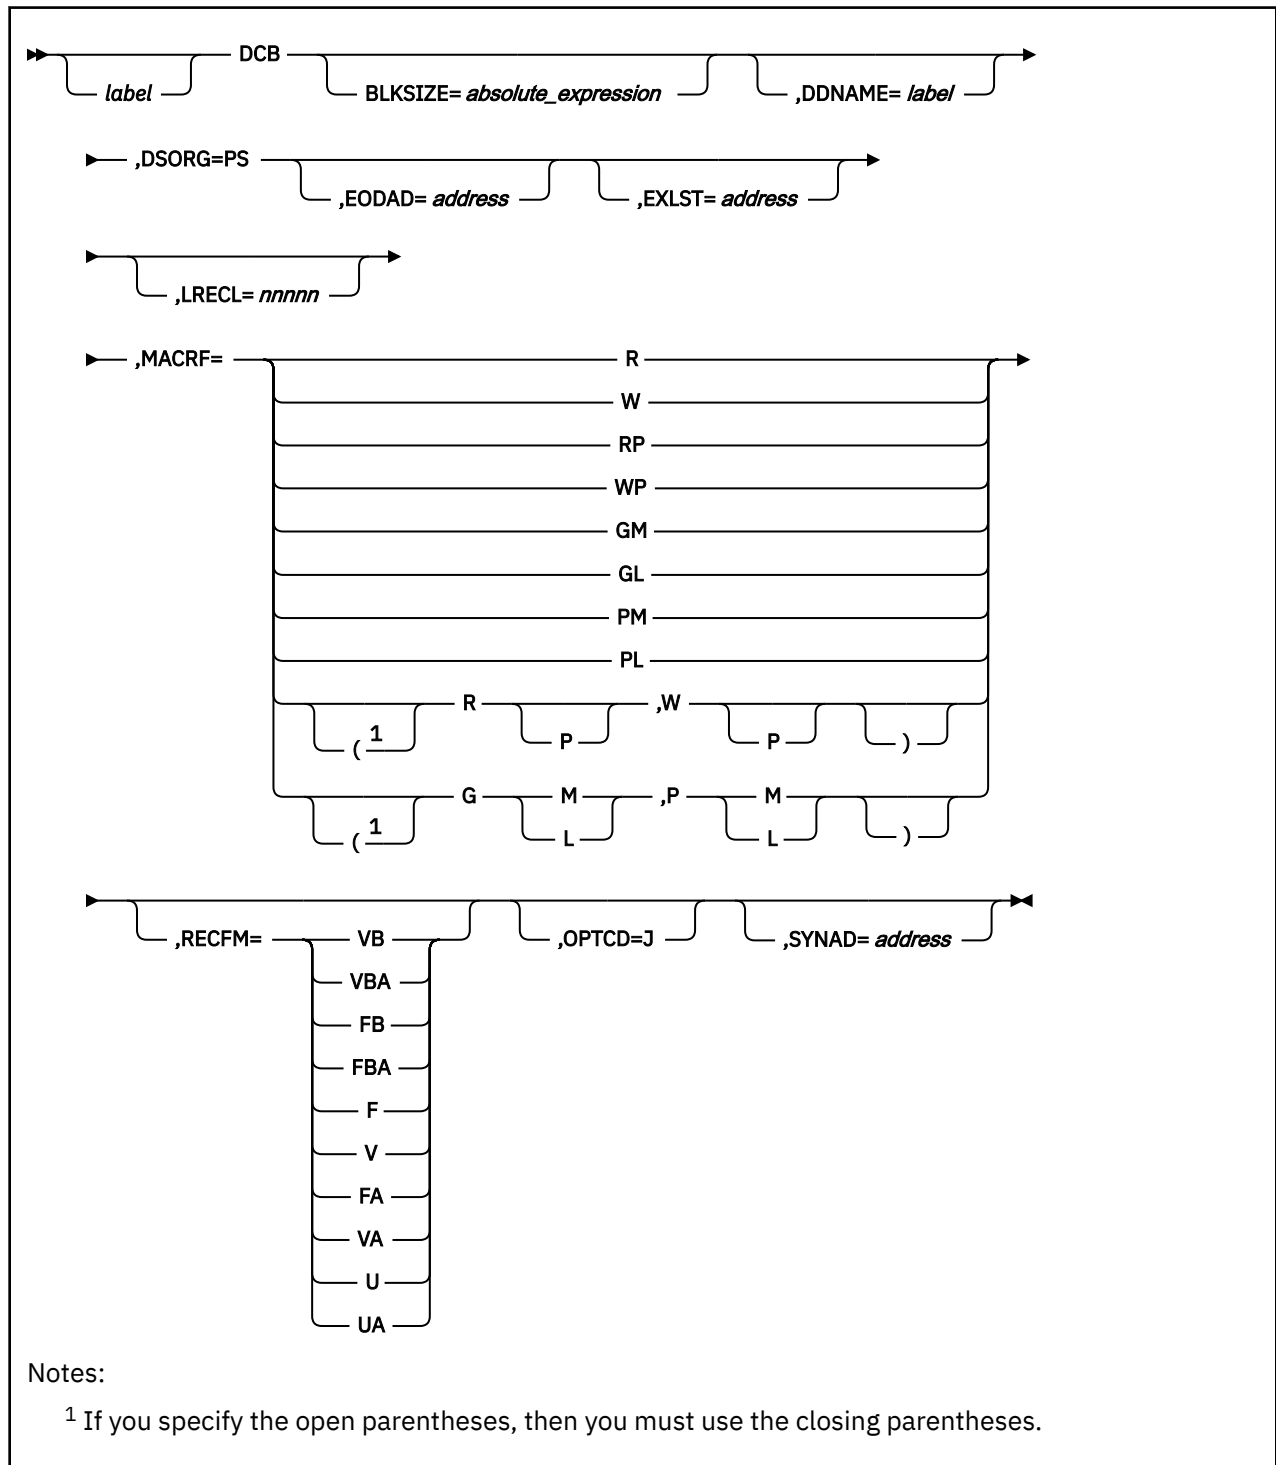 DCB
label BLKSIZE= absolute_expression ,DDNAME= label
,DSORG=PS
,EODAD= address ,EXLST= address
,LRECL= nnnnn
,MACRF= R
W
RP
WP
GM
GL
PM
PL
R ,W
( 1 P P )
G M ,P M
( 1 L L )
,RECFM= VB ,OPTCD=J ,SYNAD= address
VBA
FB
FBA
F
V
FA
VA
U
UA
Notes:
1 If you specify the open parentheses, then you must use the closing parentheses.